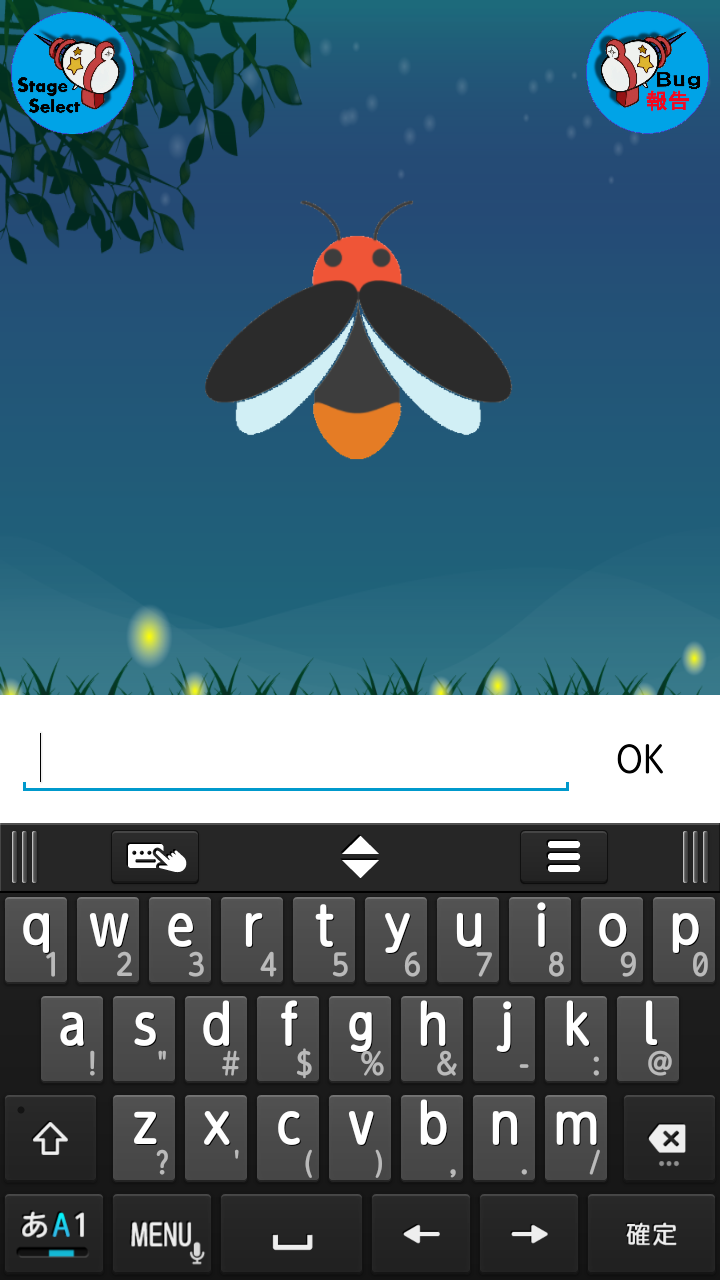 Stage
Select
Bug
報告
OK
q w e r t y u i o p
1 2 3 4 5 6 7 8 9 0
a s d f g h j k l
! " # $ % & - : @
z x c v b n m
? ' ( ) , . /
あA1 MENU 確定